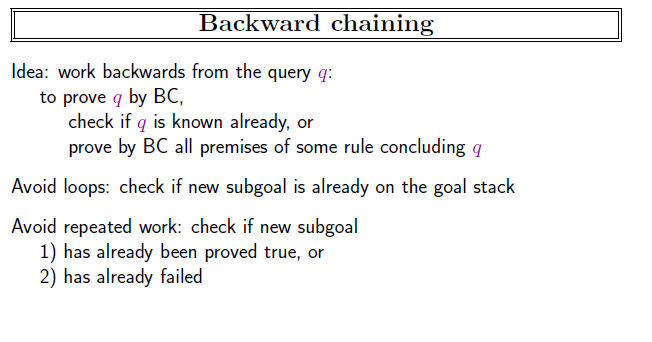 Backward chaining
Idea: work backwards from the query q:
to prove q by BC,
check if q is known already, or
prove by BC all premises of some rule concluding q
Avoid loops: check if new subgoal is already on the goal stack
Avoid repeated work: check if new subgoal
1) has already been proved true, or
2) has already failed